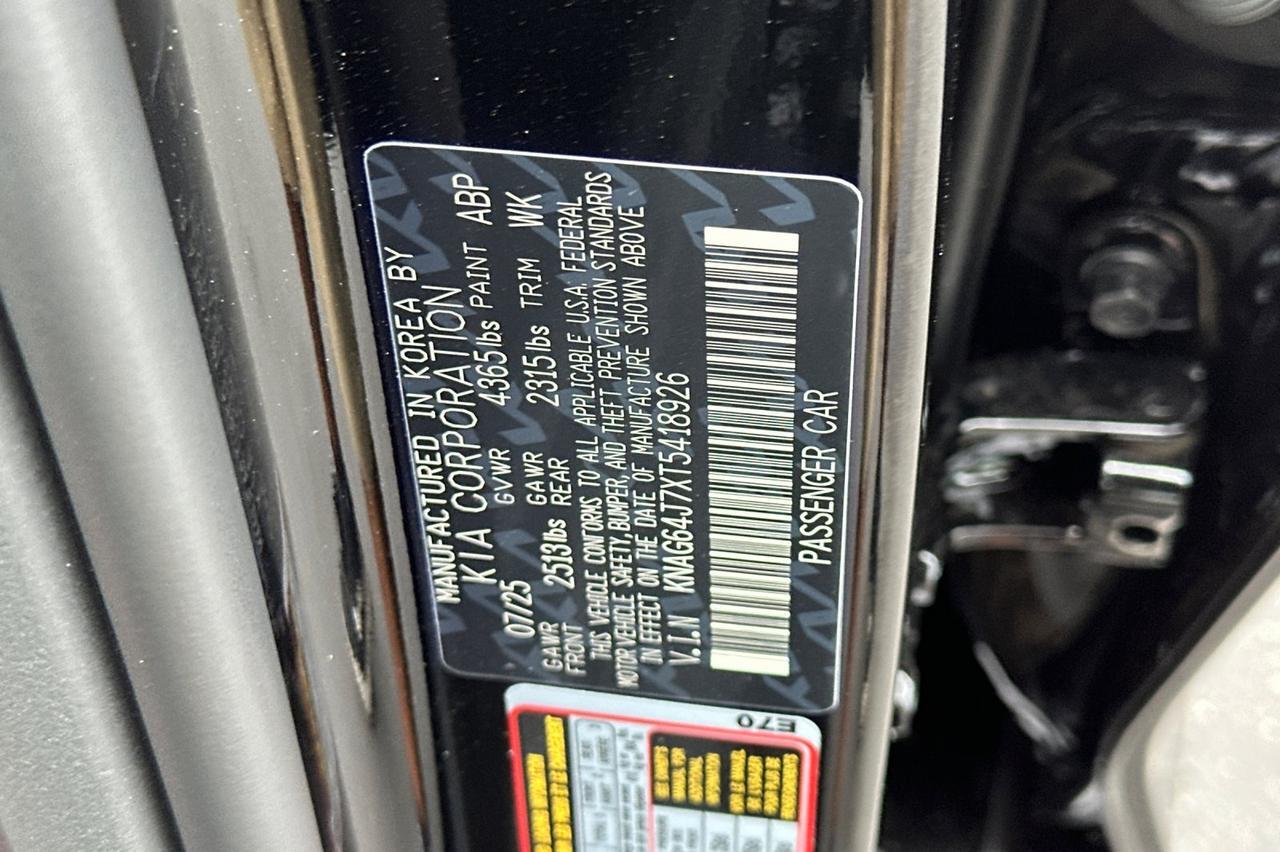 MANUFACTURED IN KOREA BY
KIA CORPORATION
07/25 GVWR 4365lbs PAINT ABP
GAWR FRONT 2513lbs GAWR REAR 2315lbs TRIM WK
THIS VEHICLE CONFORMS TO ALL APPLICABLE U.S.A. FEDERAL
MOTOR VEHICLE SAFETY, BUMPER, AND THEFT PREVENTION STANDARDS
IN EFFECT ON THE DATE OF MANUFACTURE SHOWN ABOVE
V.I.N KNAG64J7XT5418926
PASSENGER CAR
E70